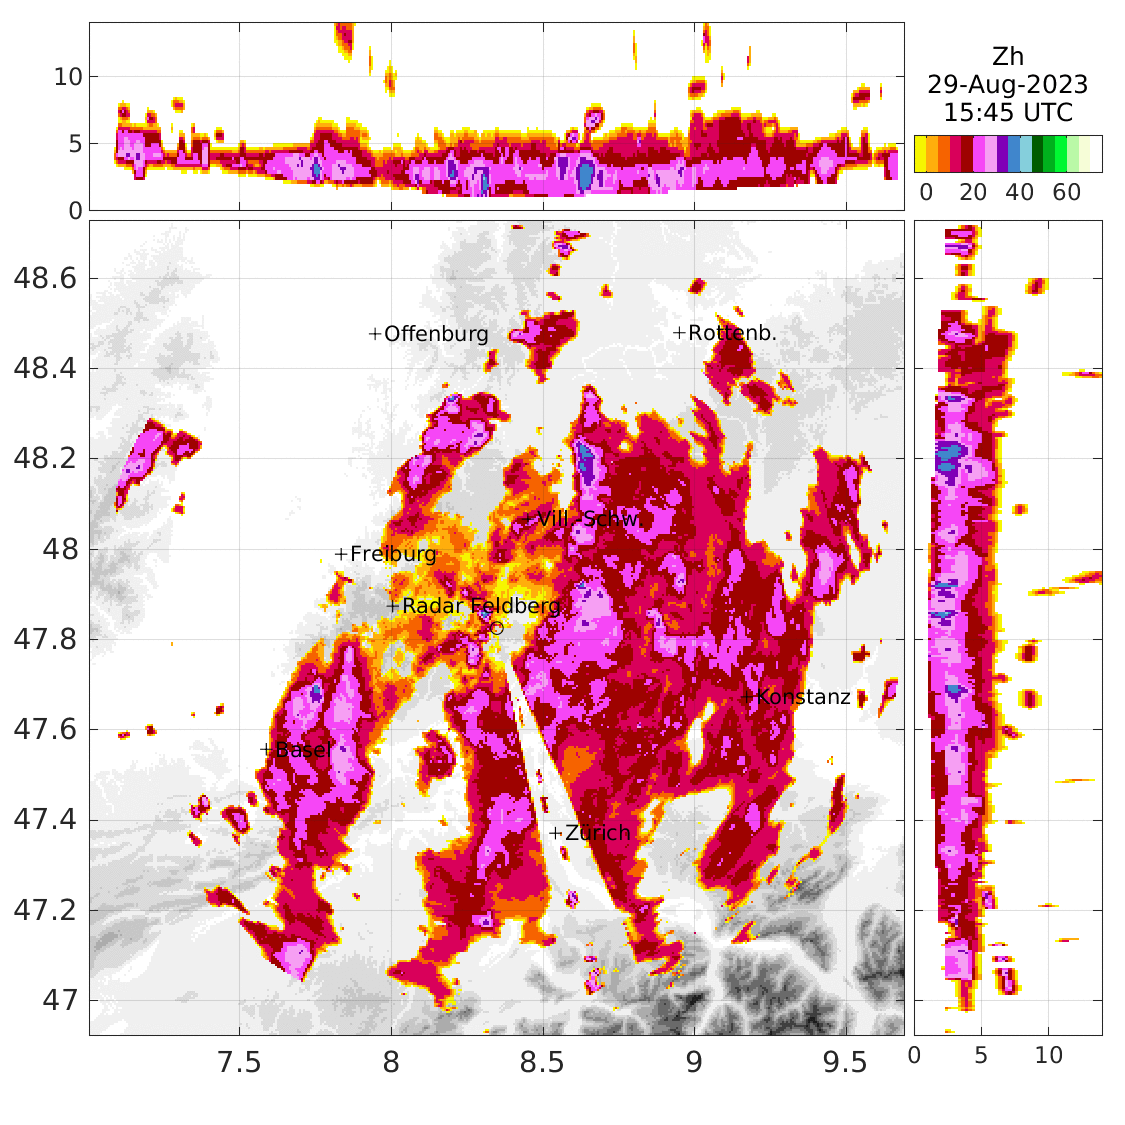 10
5
0
Zh
29-Aug-2023
15:45 UTC
0 20 40 60
48.6
48.4
48.2
48
47.8
47.6
47.4
47.2
47
+Offenburg
+Rottenb.
+Vill.-Schw.
+Freiburg
+Radar Feldberg
+Konstanz
+Basel
+Zürich
7.5 8 8.5 9 9.5
0 5 10